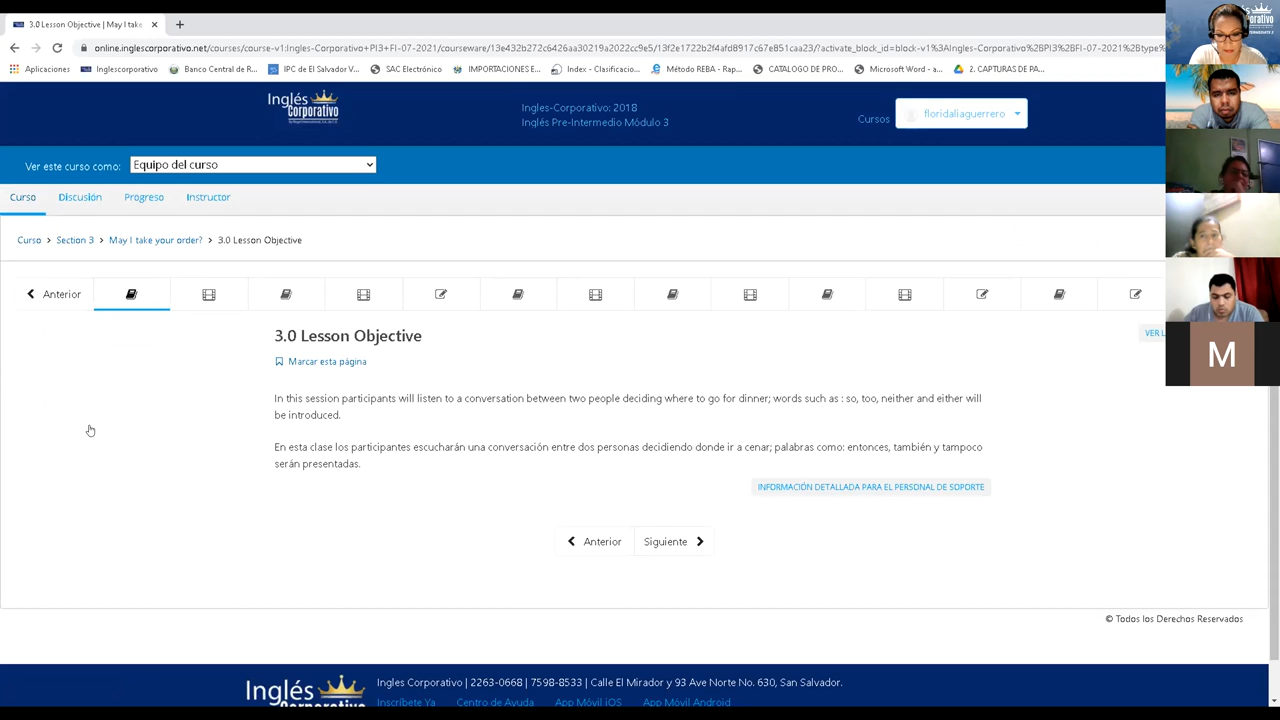 3.0 Lesson Objective | May I take
online.inglescorporativo.net/courses/course-v1:Ingles-Corporativo+PI3+FI-07-2021/courseware/13e432b272c6426aa30219a2022cc9e5/13f2e1722b2f4afd8917c67e851caa23/?activate_block_id=block-v1%3AIngles-Corporativo%2BPI3%2BFI-07-2021%2Btype%
Aplicaciones
Inglescorporativo
Banco Central de R...
IPC de El Salvador V...
SAC Electrónico
IMPORTACIONES E...
Index - Clasificacio...
Método REBA - Rap...
CATALOGO DE PRO...
Microsoft Word - a...
2. CAPTURAS DE PA...
Inglés
Corporativo
Ingles-Corporativo: 2018
Inglés Pre-Intermedio Módulo 3
Cursos
floridaliaguerrero
Ver este curso como:
Equipo del curso
Curso
Discusión
Progreso
Instructor
Curso > Section 3 > May I take your order? > 3.0 Lesson Objective
Anterior
3.0 Lesson Objective
VER L
Marcar esta página
In this session participants will listen to a conversation between two people deciding where to go for dinner; words such as : so, too, neither and either will
be introduced.
En esta clase los participantes escucharán una conversación entre dos personas decidiendo donde ir a cenar; palabras como: entonces, también y tampoco
serán presentadas.
INFORMACIÓN DETALLADA PARA EL PERSONAL DE SOPORTE
Anterior
Siguiente
© Todos los Derechos Reservados
Inglés
Corporativo
Ingles Corporativo | 2263-0668 | 7598-8533 | Calle El Mirador y 93 Ave Norte No. 630, San Salvador.
Inscríbete Ya
Centro de Ayuda
App Móvil iOS
App Móvil Android
M